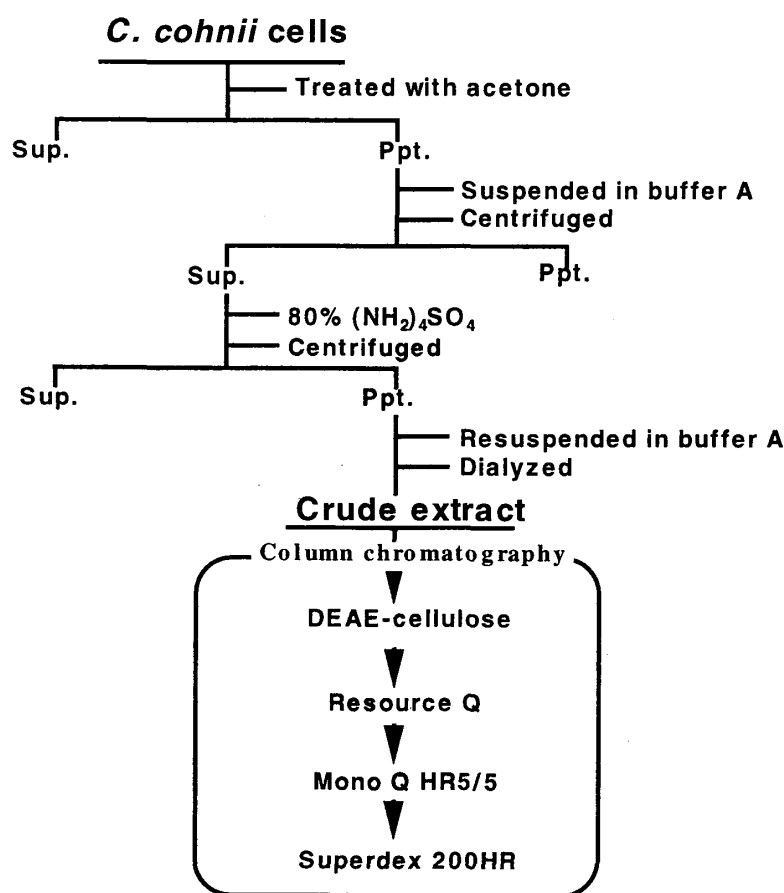 C. cohnii cells
Treated with acetone
Sup.
Ppt.
Suspended in buffer A
Centrifuged
Sup.
Ppt.
80% (NH₂)₄SO₄
Centrifuged
Sup.
Ppt.
Resuspended in buffer A
Dialyzed
Crude extract
Column chromatography
DEAE-cellulose
Resource Q
Mono Q HR5/5
Superdex 200HR